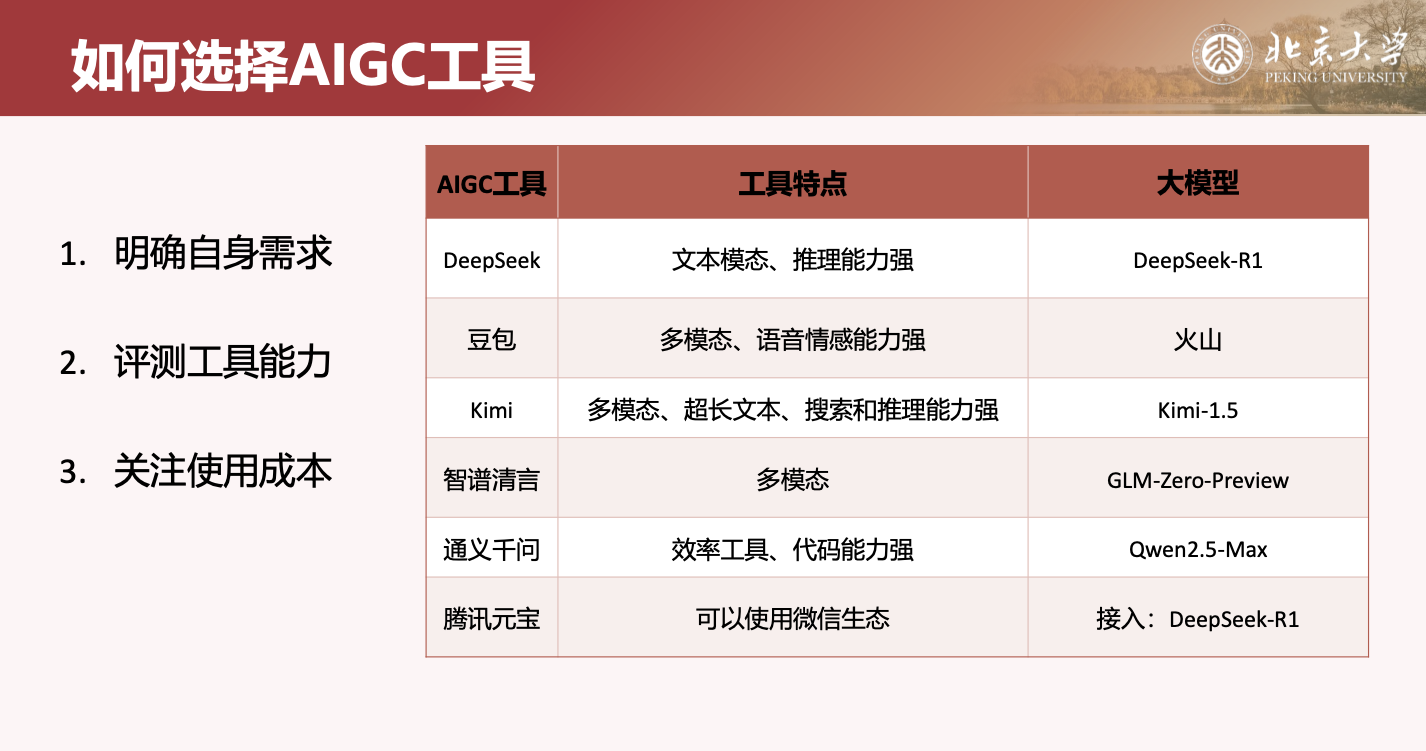 如何选择AIGC工具
北京大学
PEKING UNIVERSITY
1. 明确自身需求
2. 评测工具能力
3. 关注使用成本
AIGC工具 工具特点 大模型
DeepSeek 文本模态、推理能力强 DeepSeek-R1
豆包 多模态、语音情感能力强 火山
Kimi 多模态、超长文本、搜索和推理能力强 Kimi-1.5
智谱清言 多模态 GLM-Zero-Preview
通义千问 效率工具、代码能力强 Qwen2.5-Max
腾讯元宝 可以使用微信生态 接入：DeepSeek-R1